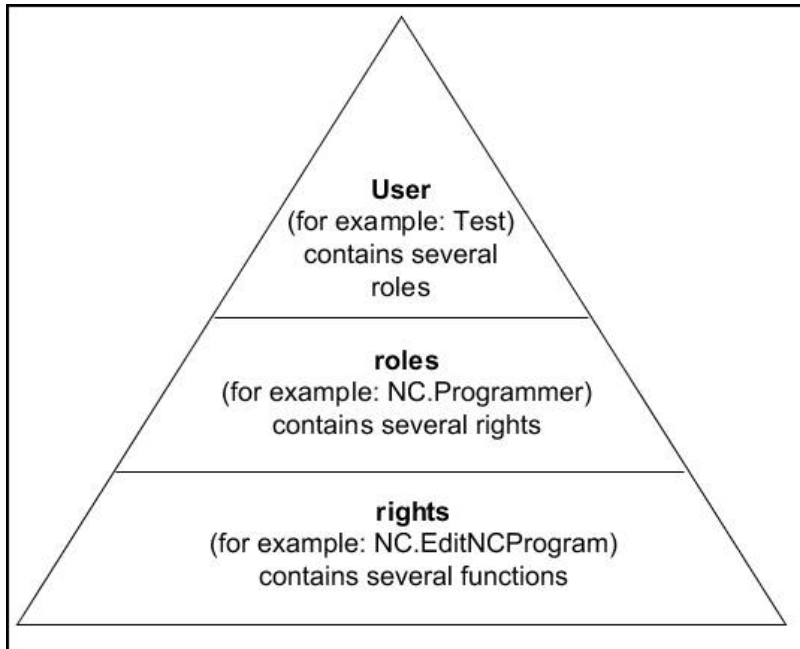 User
(for example: Test)
contains several
roles
roles
(for example: NC.Programmer)
contains several rights
rights
(for example: NC.EditNCProgram)
contains several functions